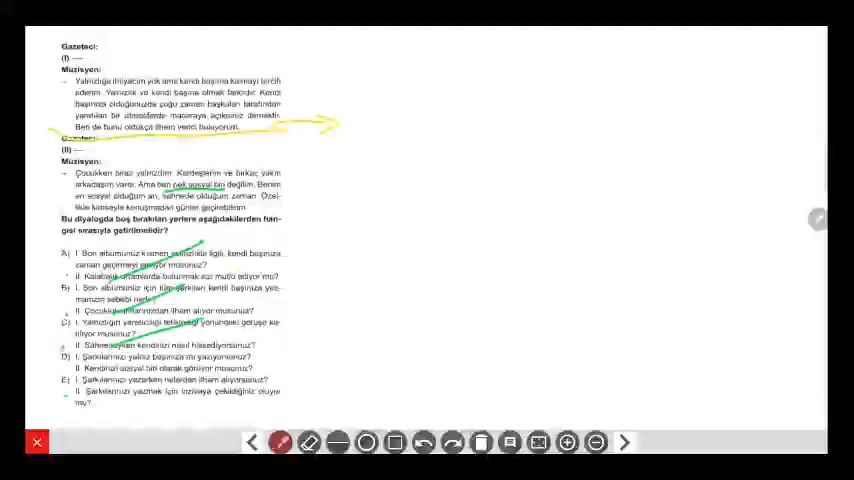 Gazeteci:
(I) ----
Müzisyen:
– Yalnızlığa ihtiyacım yok ama kendi başıma kalmayı tercih
ederim. Yalnızlık ve kendi başına olmak farklıdır. Kendi
başınıza olduğunuzda çoğu zaman başkaları tarafından
yaratılan bir atmosferde maceraya açıksınız demektir.
Ben de bunu oldukça ilham verici buluyorum.
Gazeteci:
(II) ----
Müzisyen:
– Çocukken biraz yalnızdım. Kardeşlerim ve birkaç yakın
arkadaşım vardı. Ama ben pek sosyal biri değilim. Benim
en sosyal olduğum an, sahnede olduğum zaman. Özel-
likle kimseyle konuşmadan günler geçirebilirim.
Bu diyalogda boş bırakılan yerlere aşağıdakilerden han-
gisi sırasıyla getirilmelidir?
A) I. Son albümünüz kısmen yalnızlıkla ilgili, kendi başınıza
zaman geçirmeyi seviyor musunuz?
II. Kalabalık ortamlarda bulunmak sizi mutlu ediyor mu?
B) I. Son albümünüz için tüm şarkıları kendi başınıza yaz-
manızın sebebi nedir?
II. Çocukluk anılarınızdan ilham alıyor musunuz?
C) I. Yalnızlığın yaratıcılığı tetiklediği yönündeki görüşe ka-
tılıyor musunuz?
II. Sahnedeyken kendinizi nasıl hissediyorsunuz?
D) I. Şarkılarınızı yalnız başınıza mı yazıyorsunuz?
II. Kendinizi sosyal biri olarak görüyor musunuz?
E) I. Şarkılarınızı yazarken nelerden ilham alıyorsunuz?
II. Şarkılarınızı yazmak için inzivaya çekildiğiniz oluyor
mu?